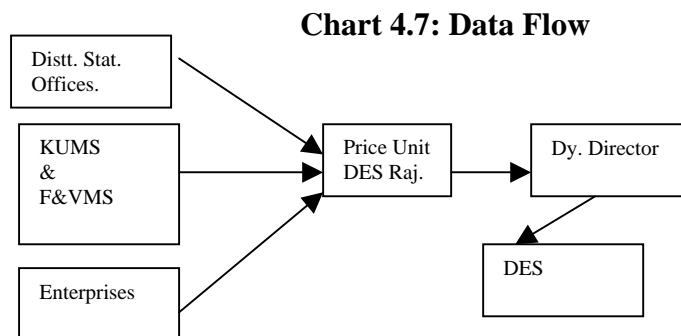 Chart 4.7: Data Flow
Distt. Stat.
Offices.
KUMS
&
F&VMS
Enterprises
Price Unit
DES Raj.
Dy. Director
DES